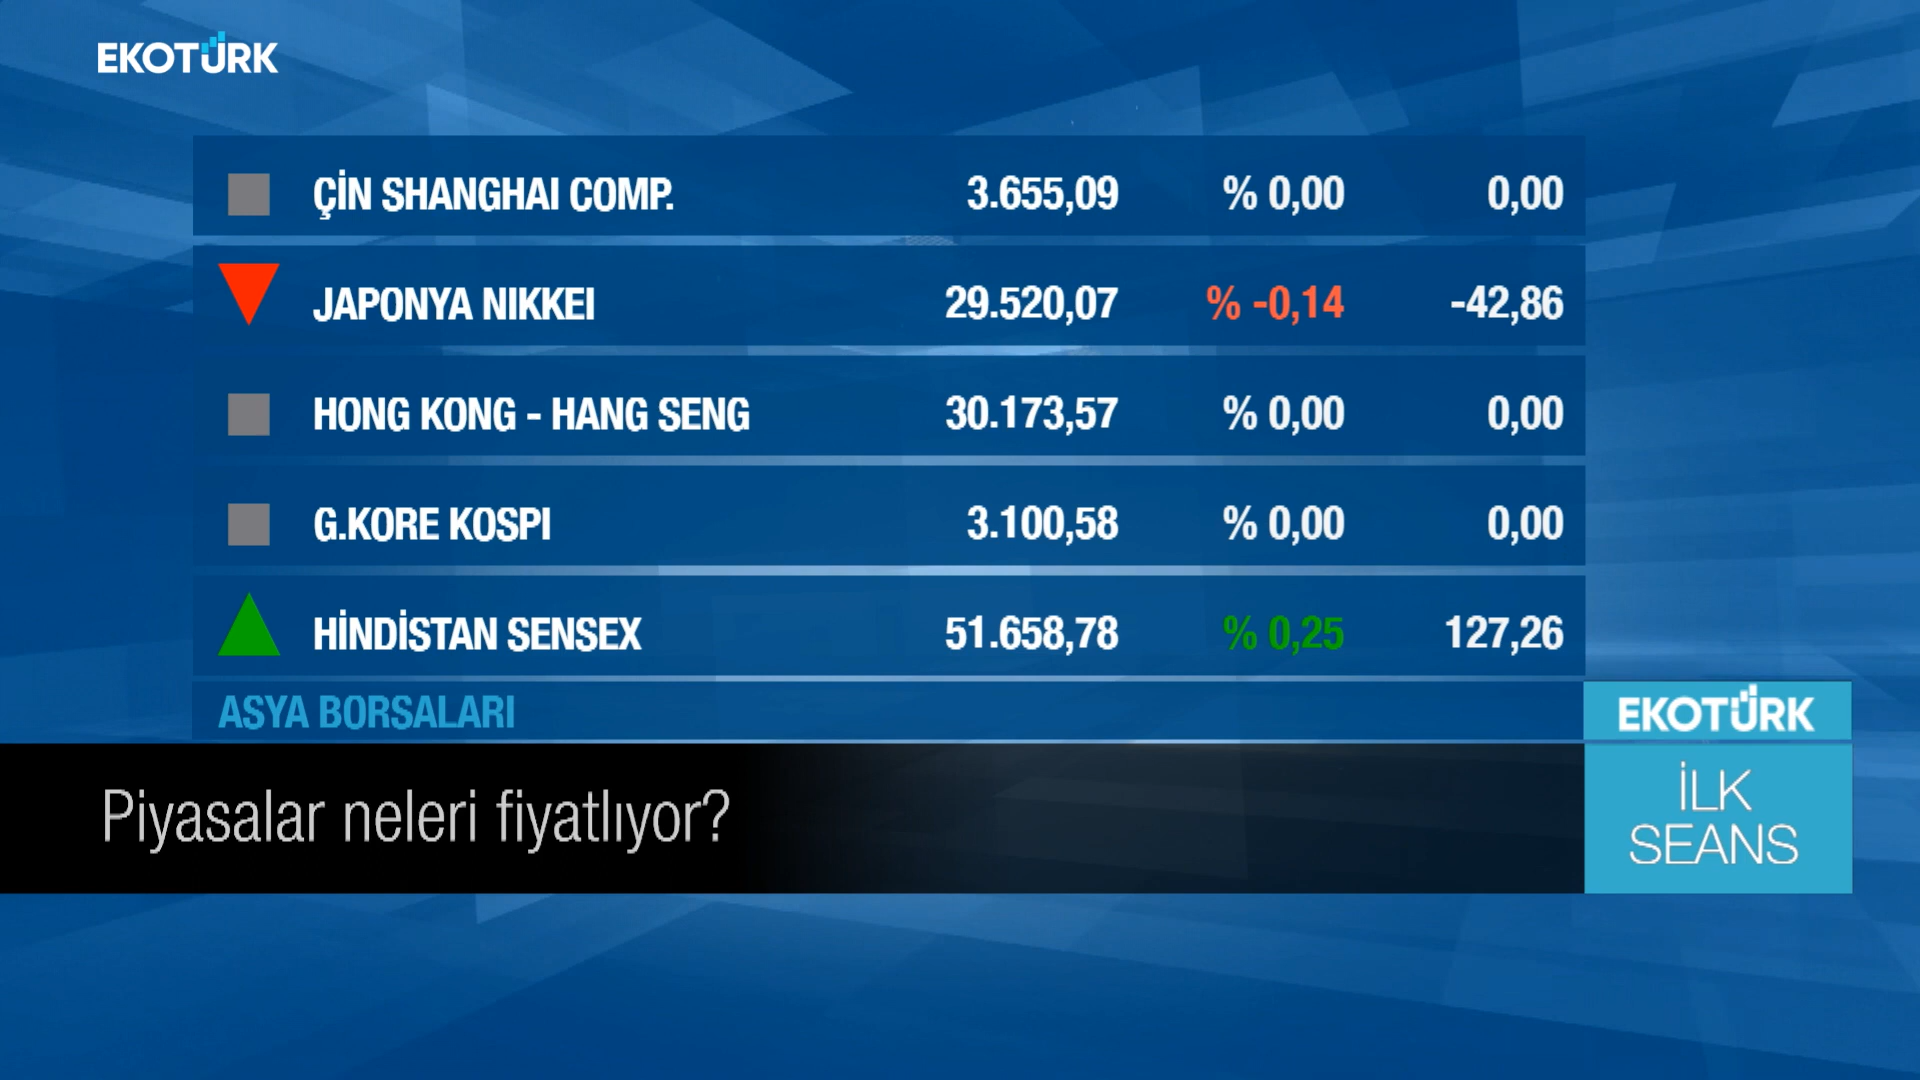 EKOTÜRK
ÇİN SHANGHAI COMP. 3.655,09 % 0,00 0,00
JAPONYA NIKKEI 29.520,07 % -0,14 -42,86
HONG KONG - HANG SENG 30.173,57 % 0,00 0,00
G.KORE KOSPI 3.100,58 % 0,00 0,00
HİNDİSTAN SENSEX 51.658,78 % 0,25 127,26
ASYA BORSALARI
EKOTÜRK
Piyasalar neleri fiyatlıyor?
İLK
SEANS